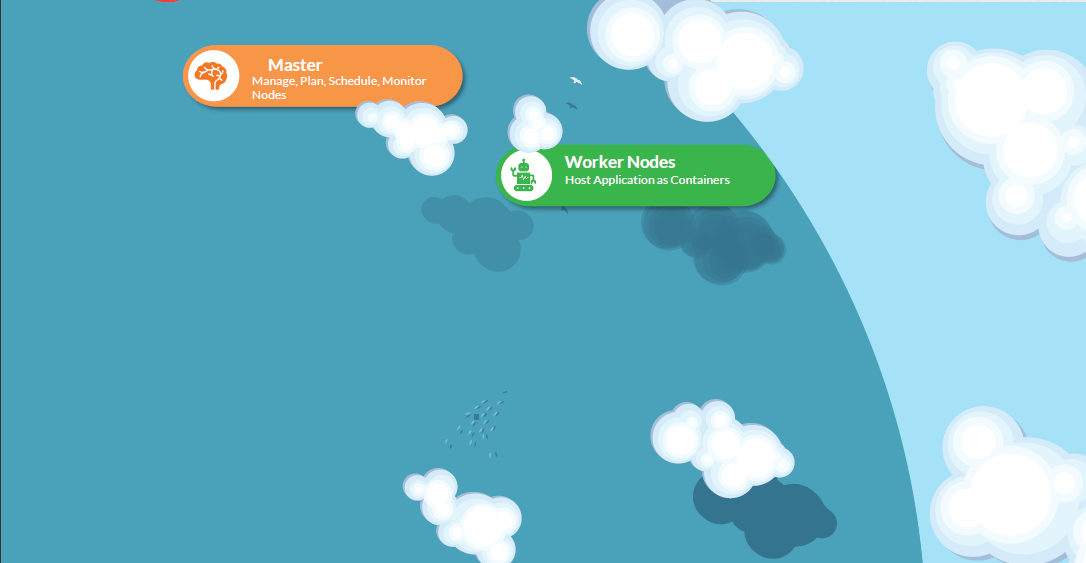 Master
Manage, Plan, Schedule, Monitor
Nodes
Worker Nodes
Host Application as Containers